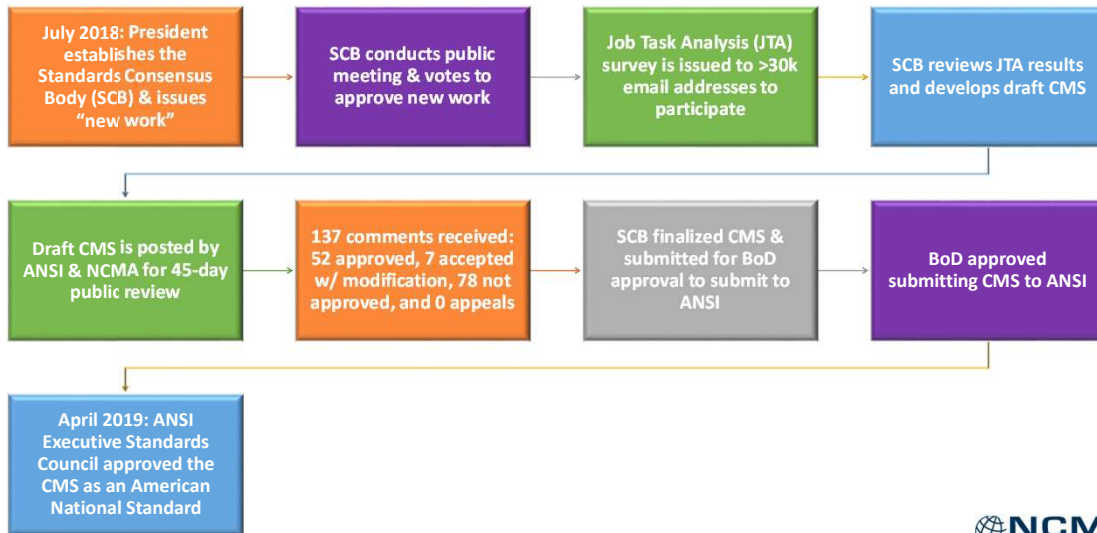 July 2018: President
establishes the
Standards Consensus
Body (SCB) & issues
“new work”
SCB conducts public
meeting & votes to
approve new work
Job Task Analysis (JTA)
survey is issued to >30k
email addresses to
participate
SCB reviews JTA results
and develops draft CMS
Draft CMS is posted by
ANSI & NCMA for 45-day
public review
137 comments received:
52 approved, 7 accepted
w/ modification, 78 not
approved, and 0 appeals
SCB finalized CMS &
submitted for BoD
approval to submit to
ANSI
BoD approved
submitting CMS to ANSI
April 2019: ANSI
Executive Standards
Council approved the
CMS as an American
National Standard
NCM